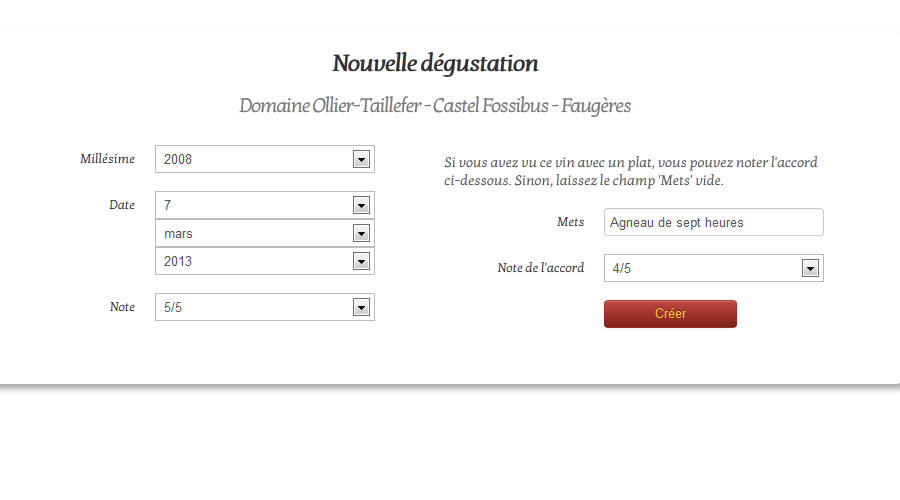 Nouvelle dégustation
Domaine Ollier-Taillefer - Castel Fossibus - Faugères
Millésime
2008
Date
7
mars
2013
Note
5/5
Si vous avez vu ce vin avec un plat, vous pouvez noter l'accord
ci-dessous. Sinon, laissez le champ 'Mets' vide.
Mets
Agneau de sept heures
Note de l'accord
4/5
Créer